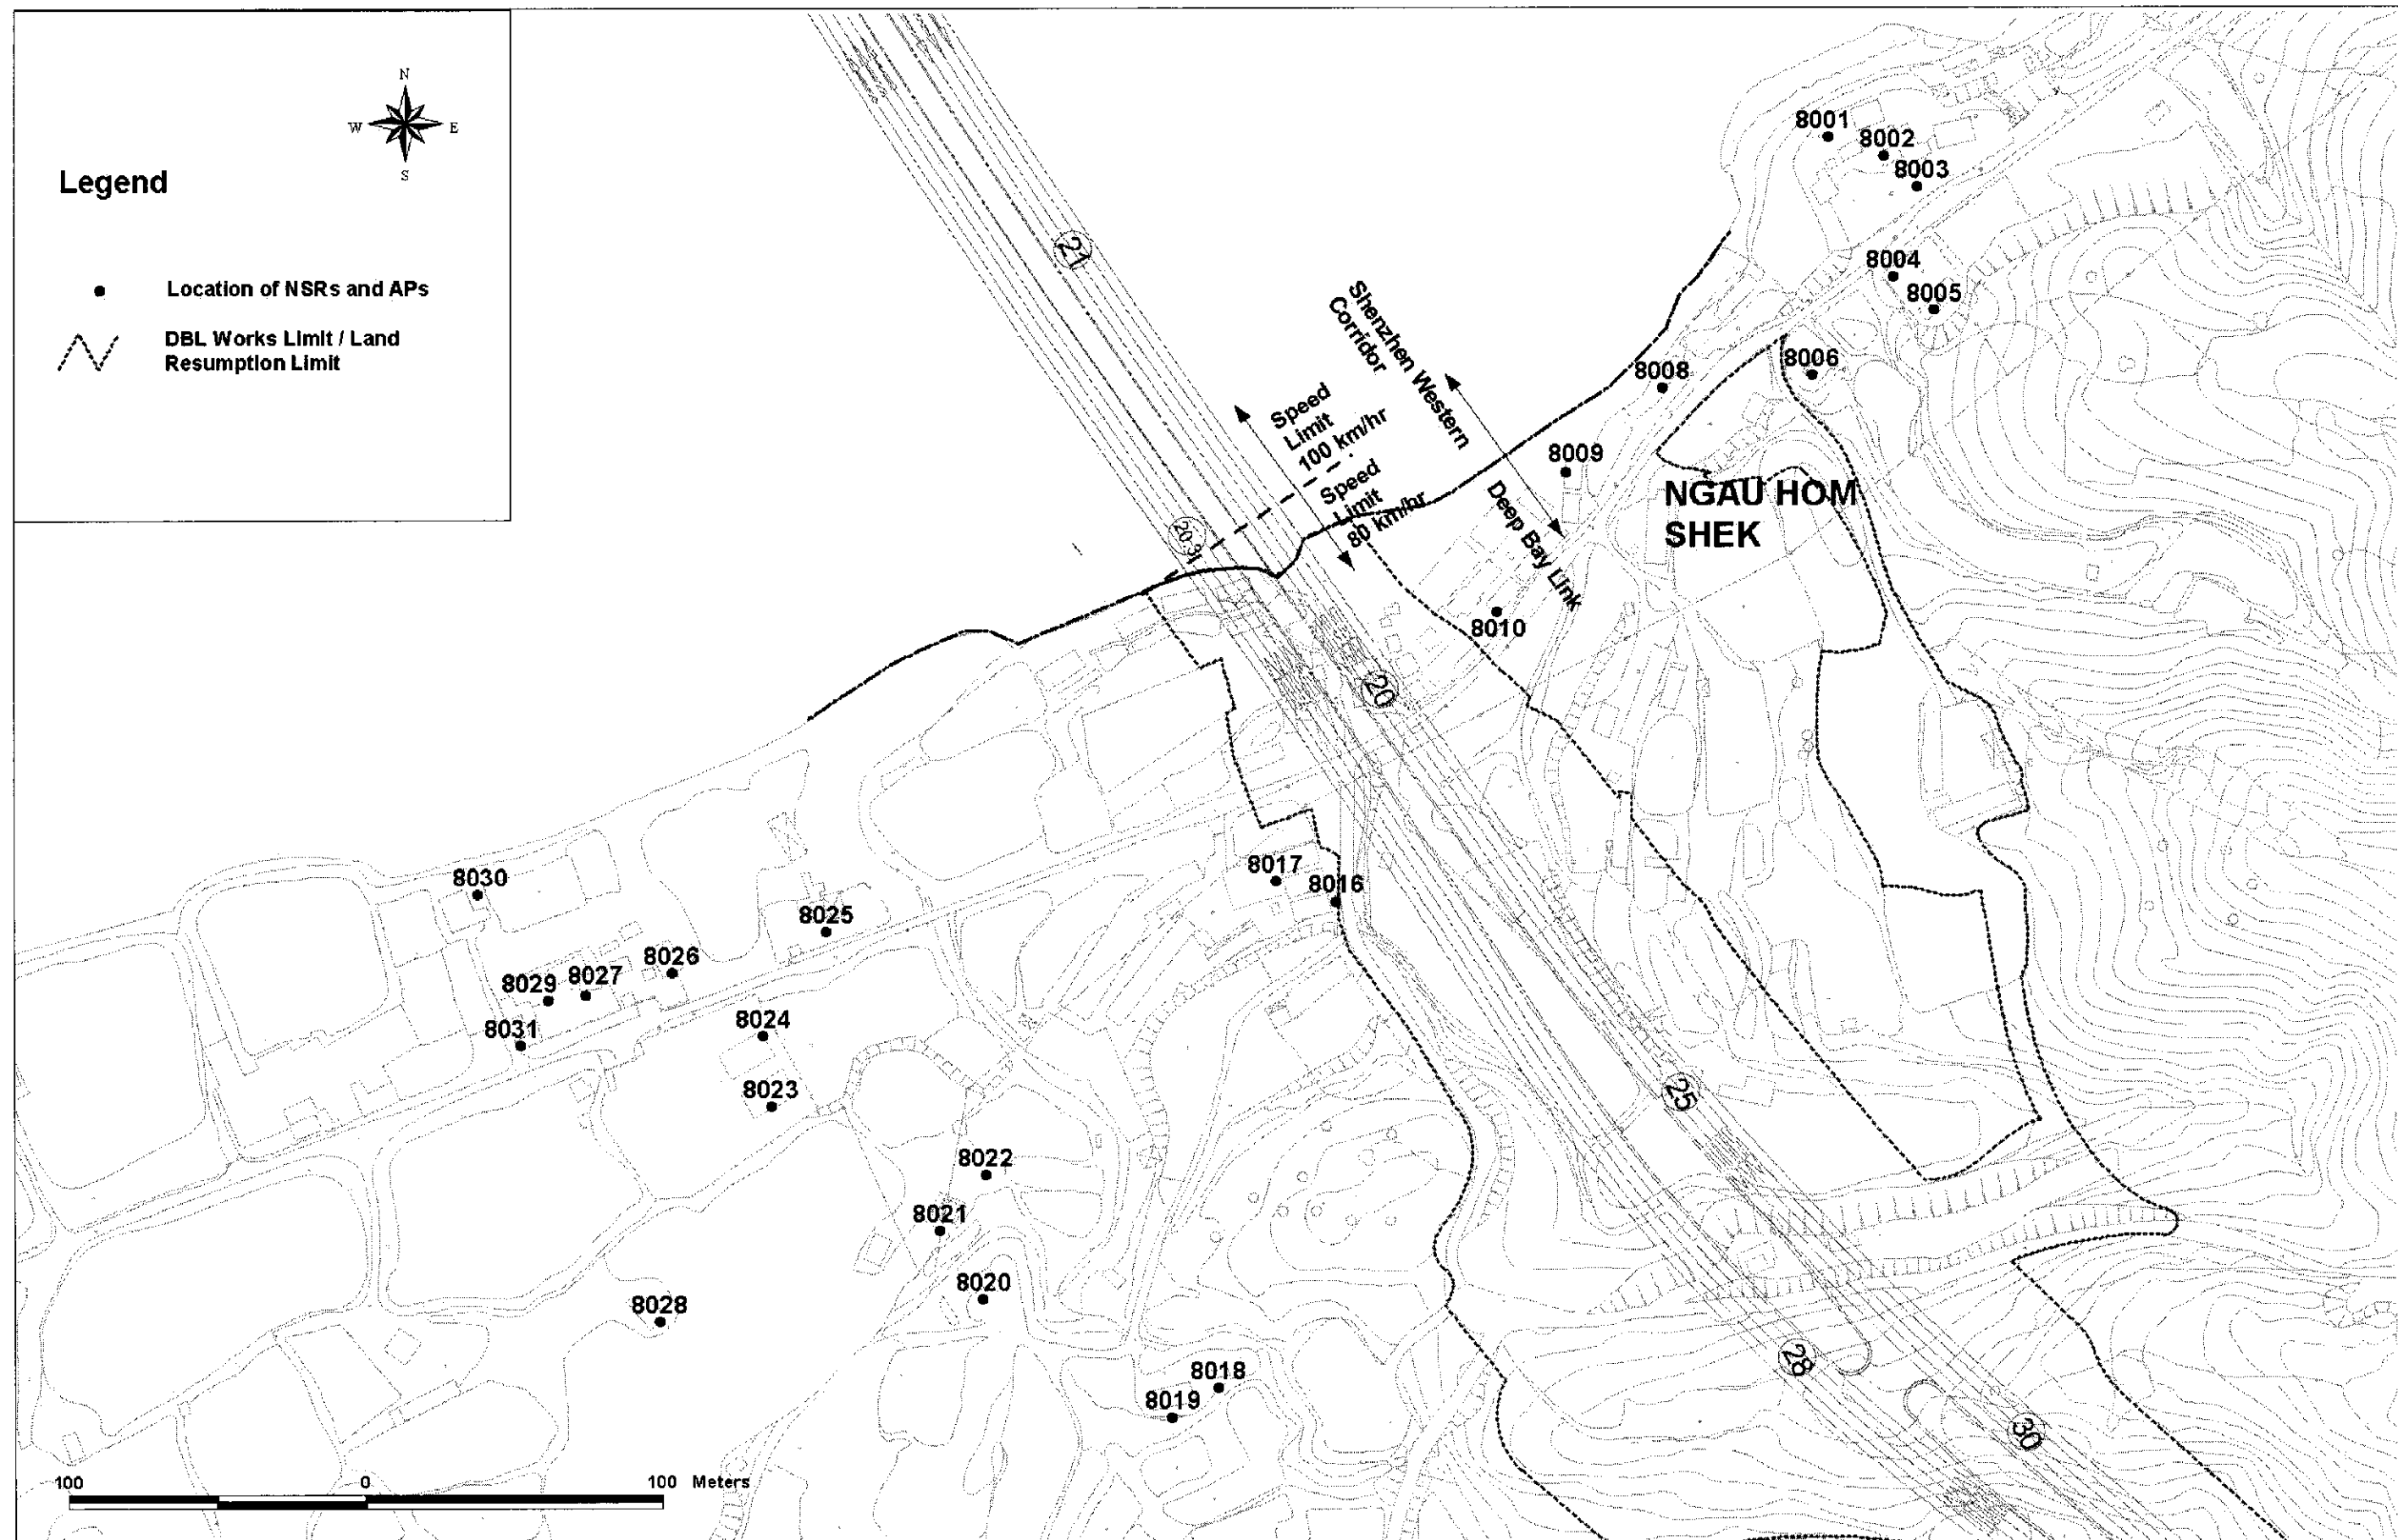 N
W E
S
Legend
Location of NSRs and APs
DBL Works Limit / Land
Resumption Limit
21
8001
8002
8003
8004
8005
8006
8008
8009
Shenzhen Western
Corridor
Speed
Limit
100 km/hr
Speed
Limit
80 km/hr
Deep Bay Link
NGAU HOM
SHEK
8010
20
8017
8016
8030
8025
8026
8029
8027
8031
8024
8023
25
8022
8021
8020
8028
28
8018
8019
30
100 0 100 Meters